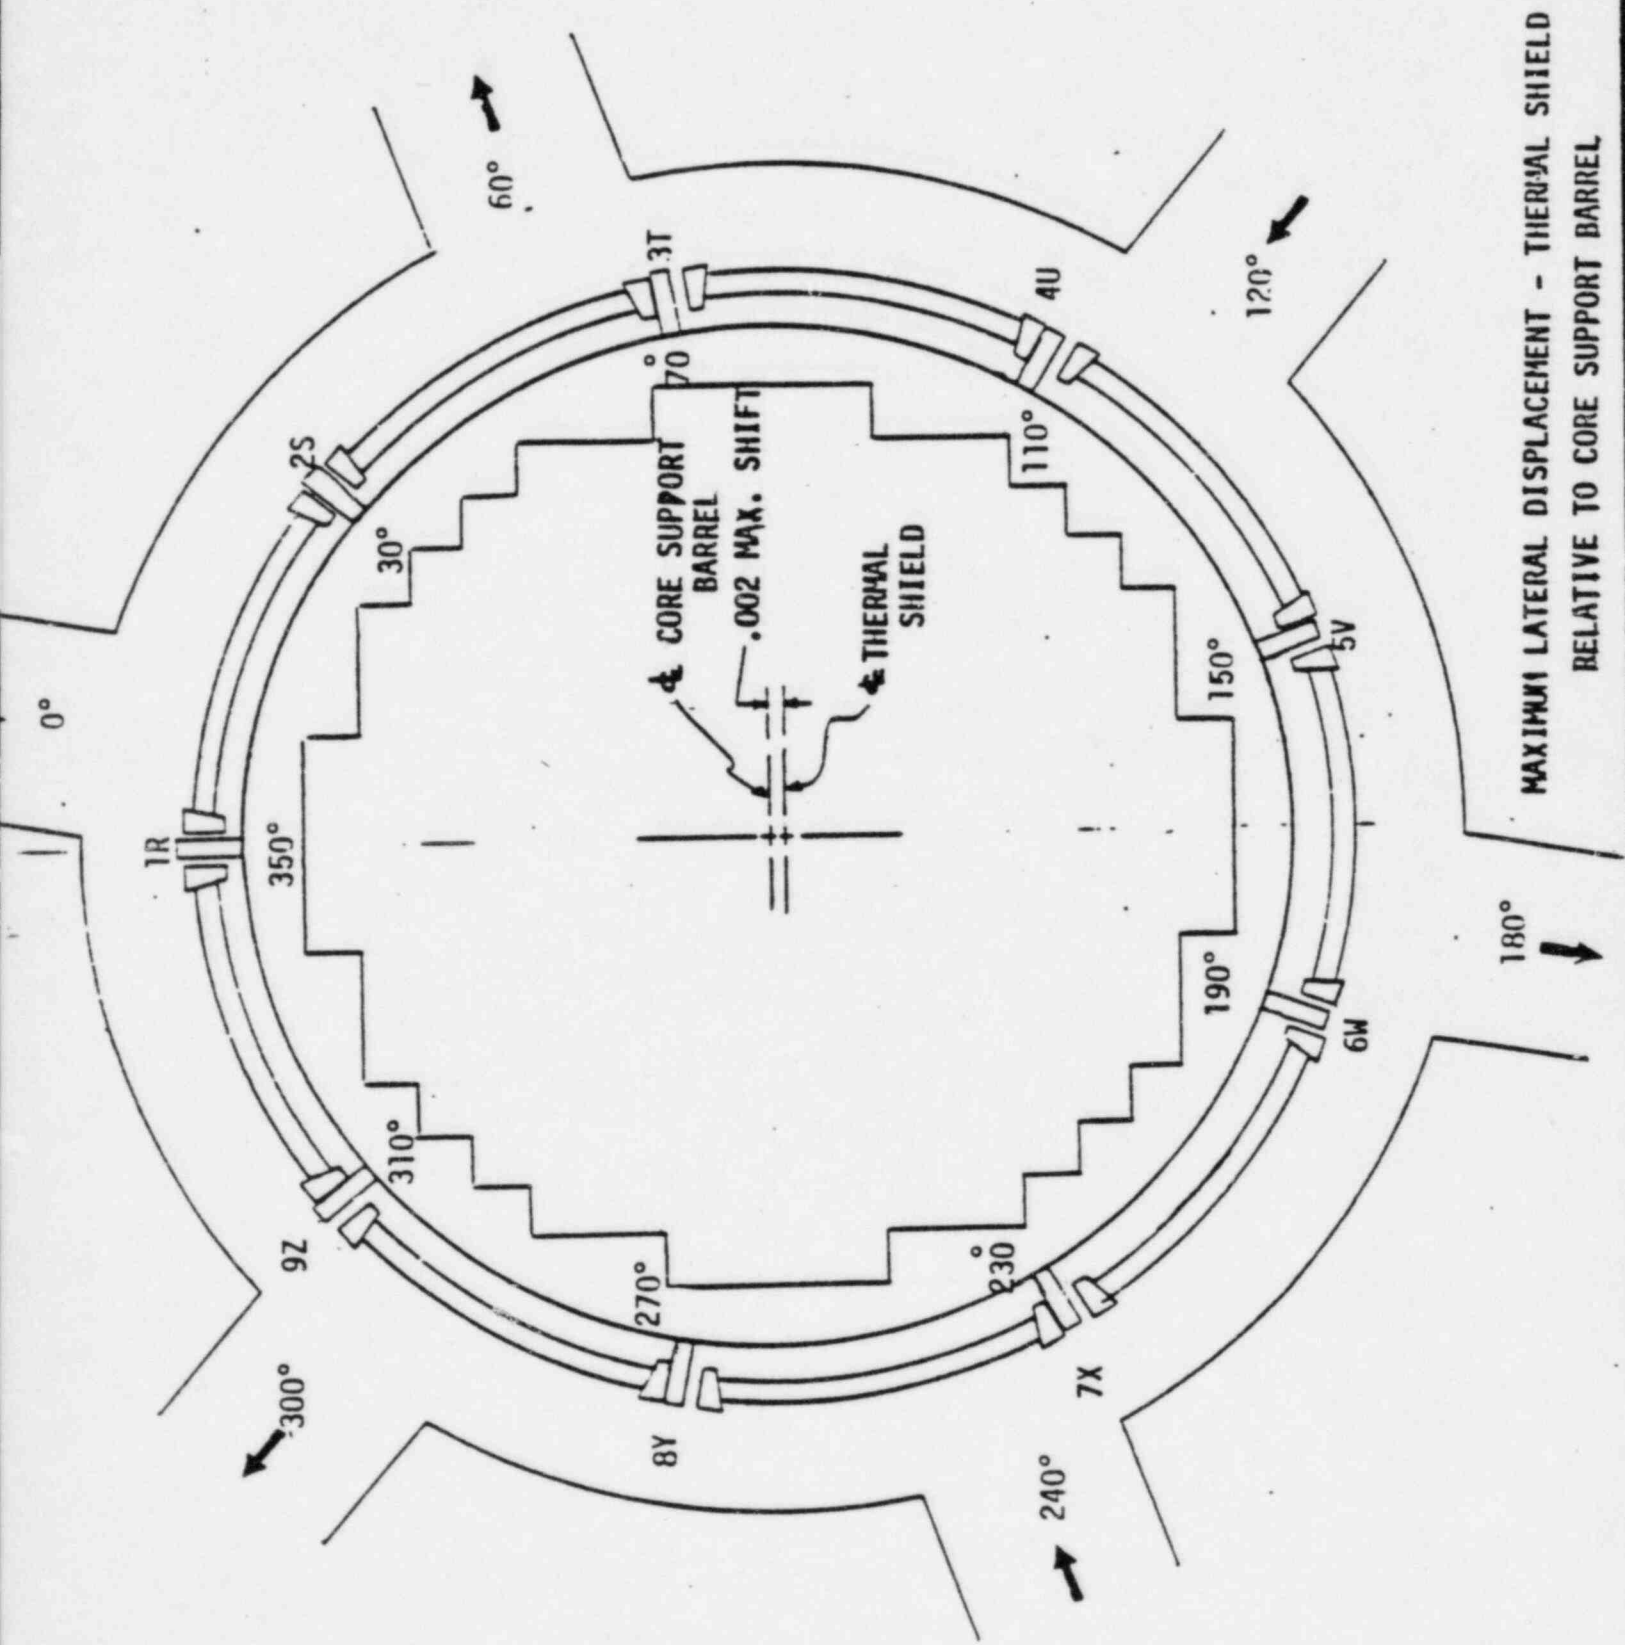 0°
1R
350°
2S
30°
60°
3T
70°
4U
110°
120°
5V
150°
180°
6W
190°
7X
230°
240°
8Y
270°
9Z
310°
300°
℄ CORE SUPPORT
BARREL
.002 MAX. SHIFT
℄ THERMAL
SHIELD
MAXIMUM LATERAL DISPLACEMENT - THERMAL SHIELD
RELATIVE TO CORE SUPPORT BARREL